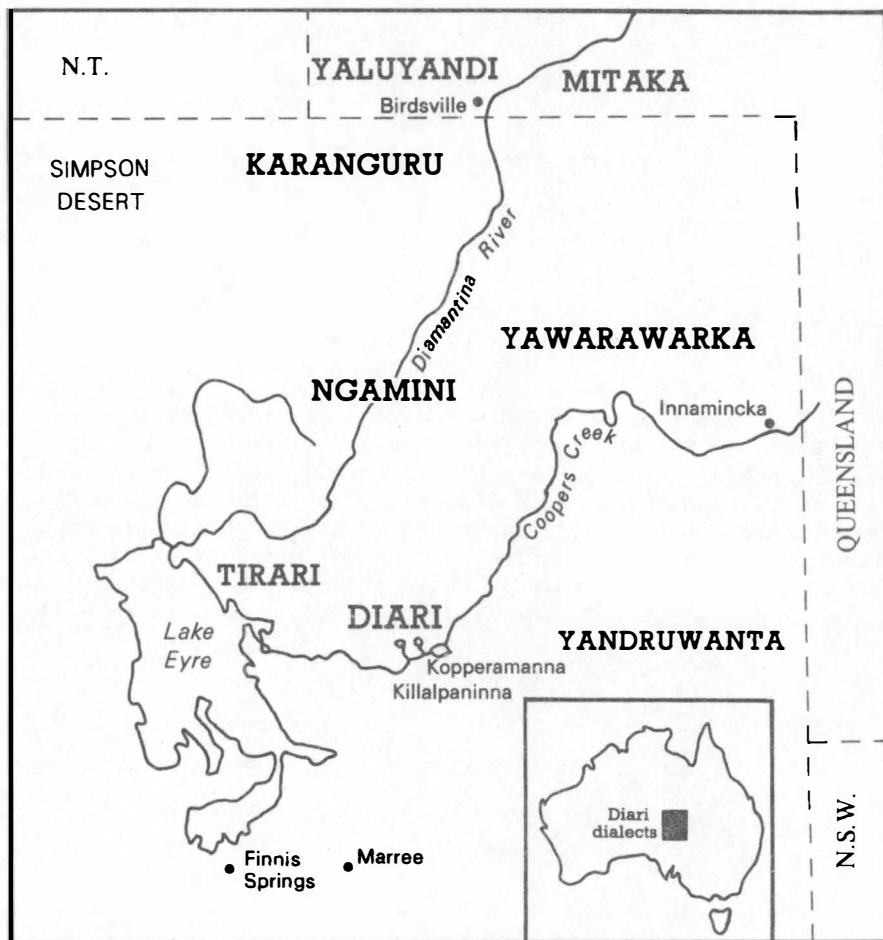 N.T.
YALUYANDI
MITAKA
Birdsville
SIMPSON
DESERT
KARANGURU
Diamantina River
YAWARAWARKA
NGAMINI
Innamincka
Coopers Creek
QUEENSLAND
TIRARI
DIARI
Lake
Eyre
YANDRUWANTA
Kopperamanna
Killalpaninna
Diari
dialects
N.S.W.
Finnis
Springs
Marree